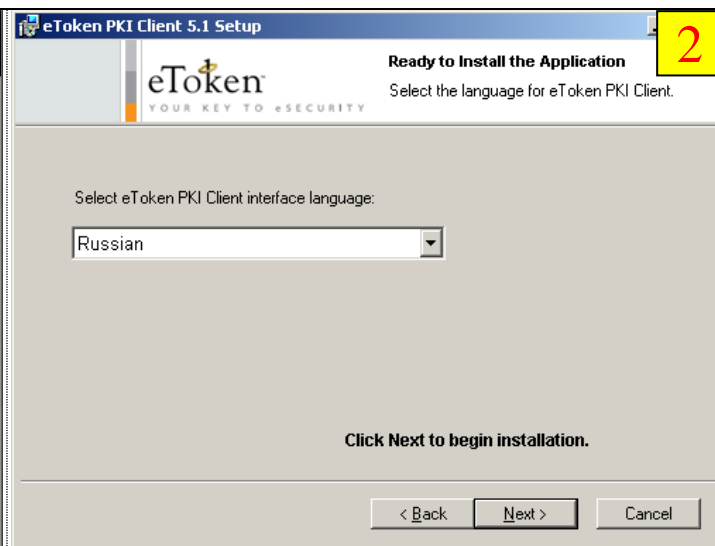 eToken PKI Client 5.1 Setup
2
eToken
YOUR KEY TO eSECURITY
Ready to Install the Application
Select the language for eToken PKI Client.
Select eToken PKI Client interface language:
Russian
Click Next to begin installation.
< Back
Next >
Cancel